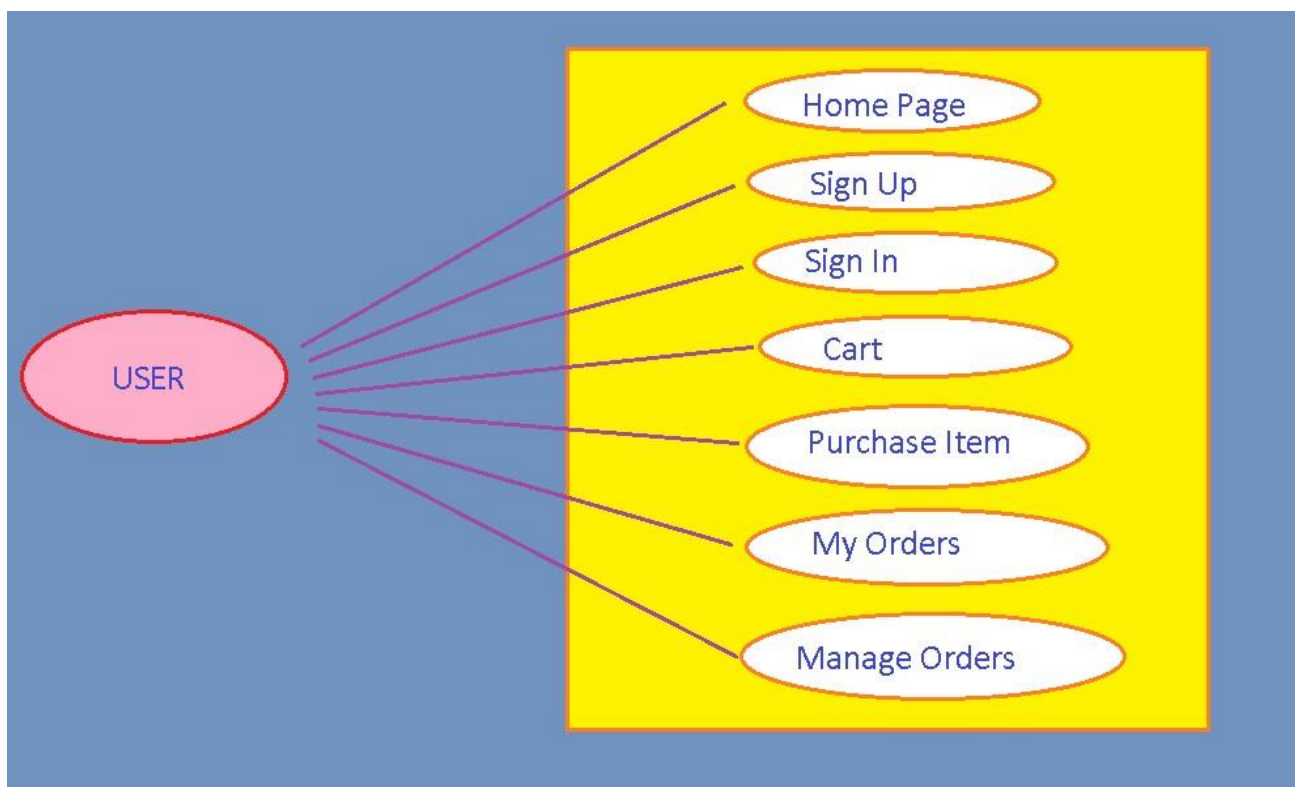 Home Page
Sign Up
Sign In
Cart
USER
Purchase Item
My Orders
Manage Orders